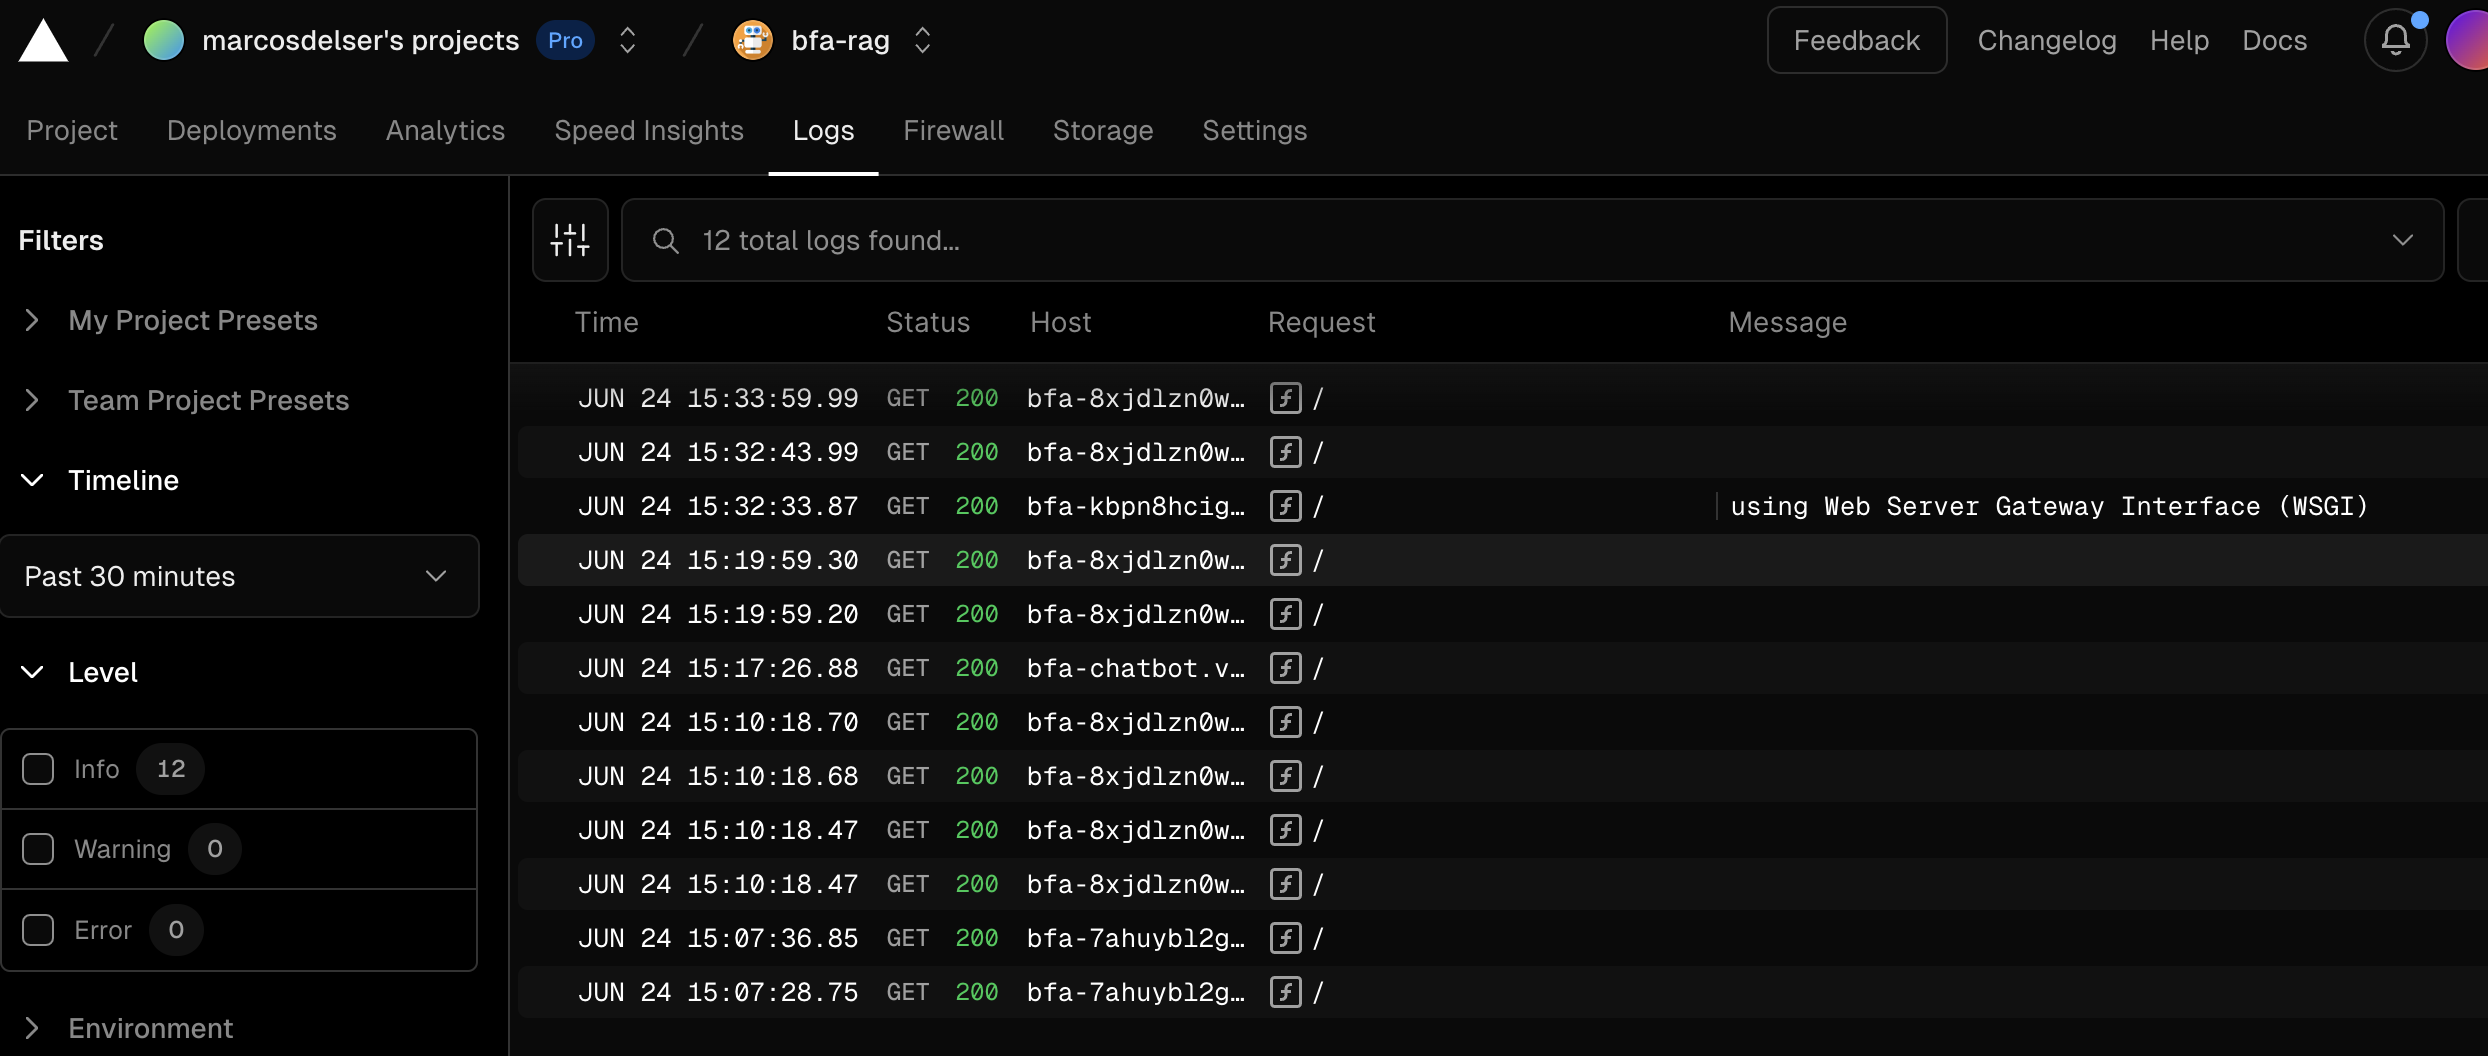 marcosdelser's projects Pro bfa-rag Feedback Changelog Help Docs
Project Deployments Analytics Speed Insights Logs Firewall Storage Settings
Filters
My Project Presets
Team Project Presets
Timeline
Past 30 minutes
Level
Info 12
Warning 0
Error 0
Environment
12 total logs found...
Time Status Host Request Message
JUN 24 15:33:59.99 GET 200 bfa-8xjdlzn0w… /
JUN 24 15:32:43.99 GET 200 bfa-8xjdlzn0w… /
JUN 24 15:32:33.87 GET 200 bfa-kbpn8hcig… / using Web Server Gateway Interface (WSGI)
JUN 24 15:19:59.30 GET 200 bfa-8xjdlzn0w… /
JUN 24 15:19:59.20 GET 200 bfa-8xjdlzn0w… /
JUN 24 15:17:26.88 GET 200 bfa-chatbot.v… /
JUN 24 15:10:18.70 GET 200 bfa-8xjdlzn0w… /
JUN 24 15:10:18.68 GET 200 bfa-8xjdlzn0w… /
JUN 24 15:10:18.47 GET 200 bfa-8xjdlzn0w… /
JUN 24 15:10:18.47 GET 200 bfa-8xjdlzn0w… /
JUN 24 15:07:36.85 GET 200 bfa-7ahuybl2g… /
JUN 24 15:07:28.75 GET 200 bfa-7ahuybl2g… /